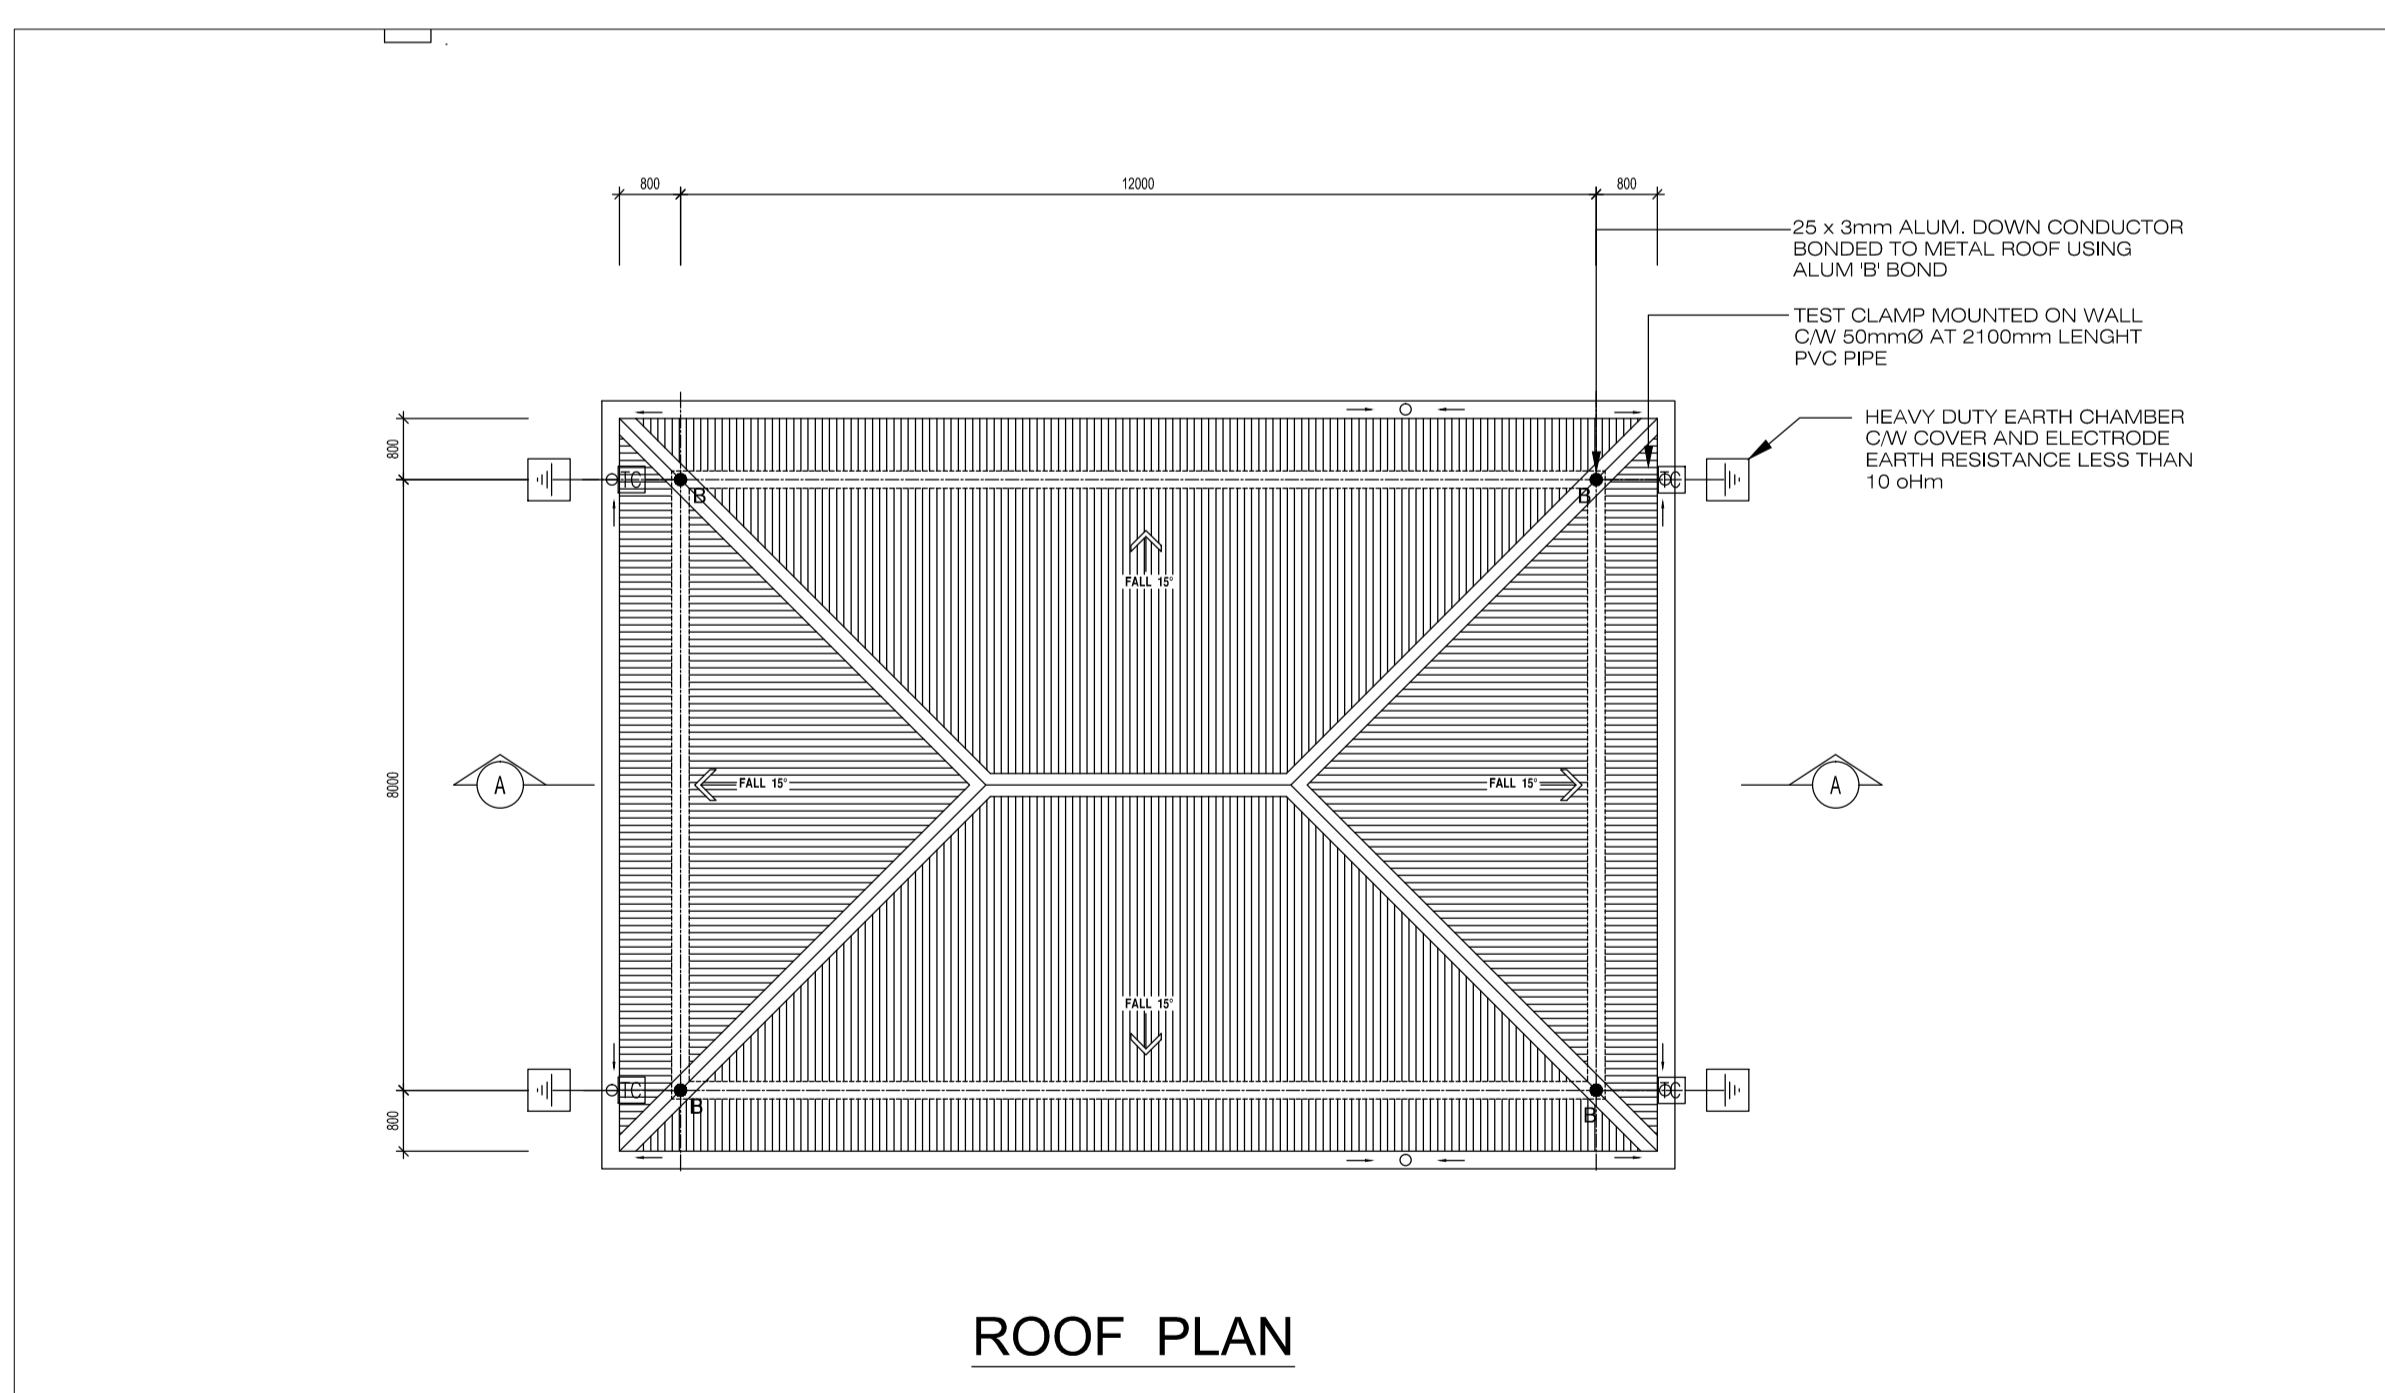 800
12000
800
25 x 3mm ALUM. DOWN CONDUCTOR
BONDED TO METAL ROOF USING
ALUM 'B' BOND
TEST CLAMP MOUNTED ON WALL
C/W 50mmØ AT 2100mm LENGHT
PVC PIPE
HEAVY DUTY EARTH CHAMBER
C/W COVER AND ELECTRODE
EARTH RESISTANCE LESS THAN
10 oHm
800
TC
B
B
TC
FALL 15°
8000
A
FALL 15°
FALL 15°
A
FALL 15°
800
TC
B
B
TC
ROOF PLAN